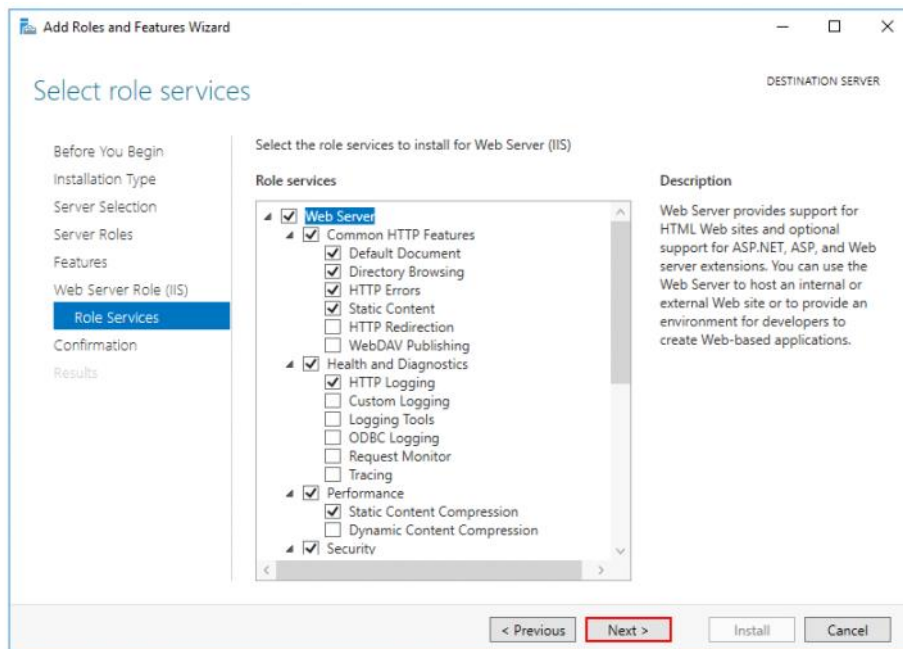 Add Roles and Features Wizard
Select role services
DESTINATION SERVER
Before You Begin
Installation Type
Server Selection
Server Roles
Features
Web Server Role (IIS)
Role Services
Confirmation
Results
Select the role services to install for Web Server (IIS)
Role services
Web Server
Common HTTP Features
Default Document
Directory Browsing
HTTP Errors
Static Content
HTTP Redirection
WebDAV Publishing
Health and Diagnostics
HTTP Logging
Custom Logging
Logging Tools
ODBC Logging
Request Monitor
Tracing
Performance
Static Content Compression
Dynamic Content Compression
Security
Description
Web Server provides support for
HTML Web sites and optional
support for ASP.NET, ASP, and Web
server extensions. You can use the
Web Server to host an internal or
external Web site or to provide an
environment for developers to
create Web-based applications.
< Previous
Next >
Install
Cancel